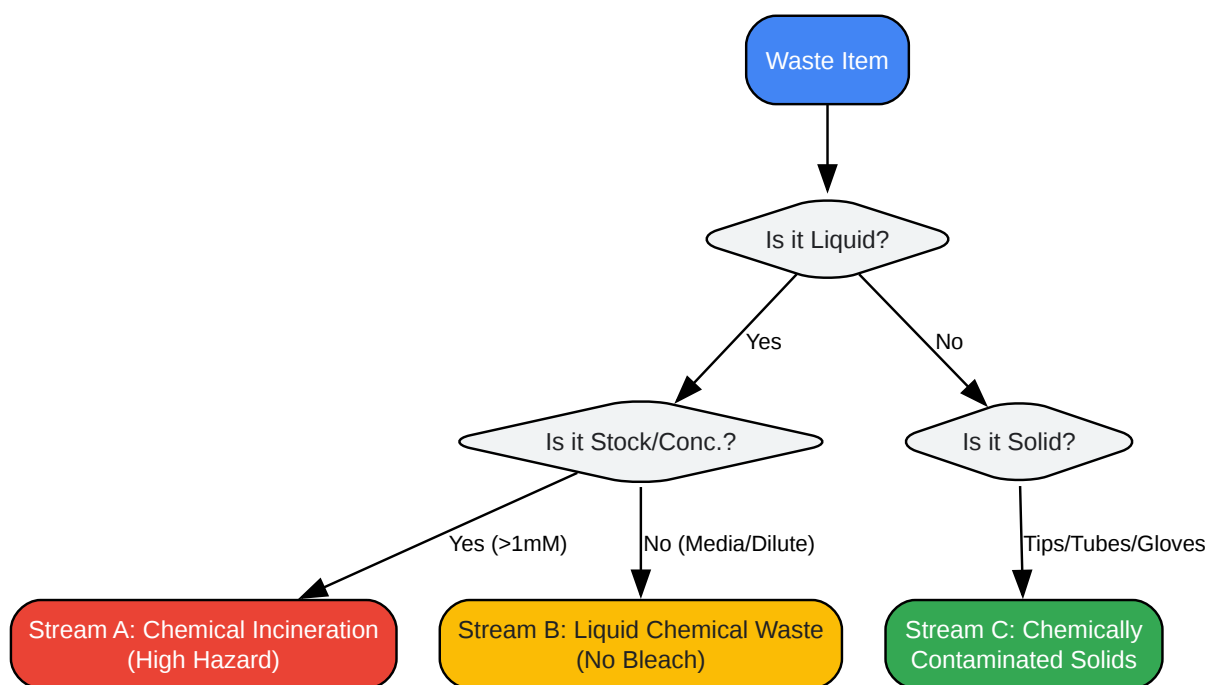 Waste Item
Is it Liquid?
Yes
No
Is it Stock/Conc.?
Is it Solid?
Yes (>1mM)
No (Media/Dilute)
Tips/Tubes/Gloves
Stream A: Chemical Incineration
(High Hazard)
Stream B: Liquid Chemical Waste
(No Bleach)
Stream C: Chemically
Contaminated Solids